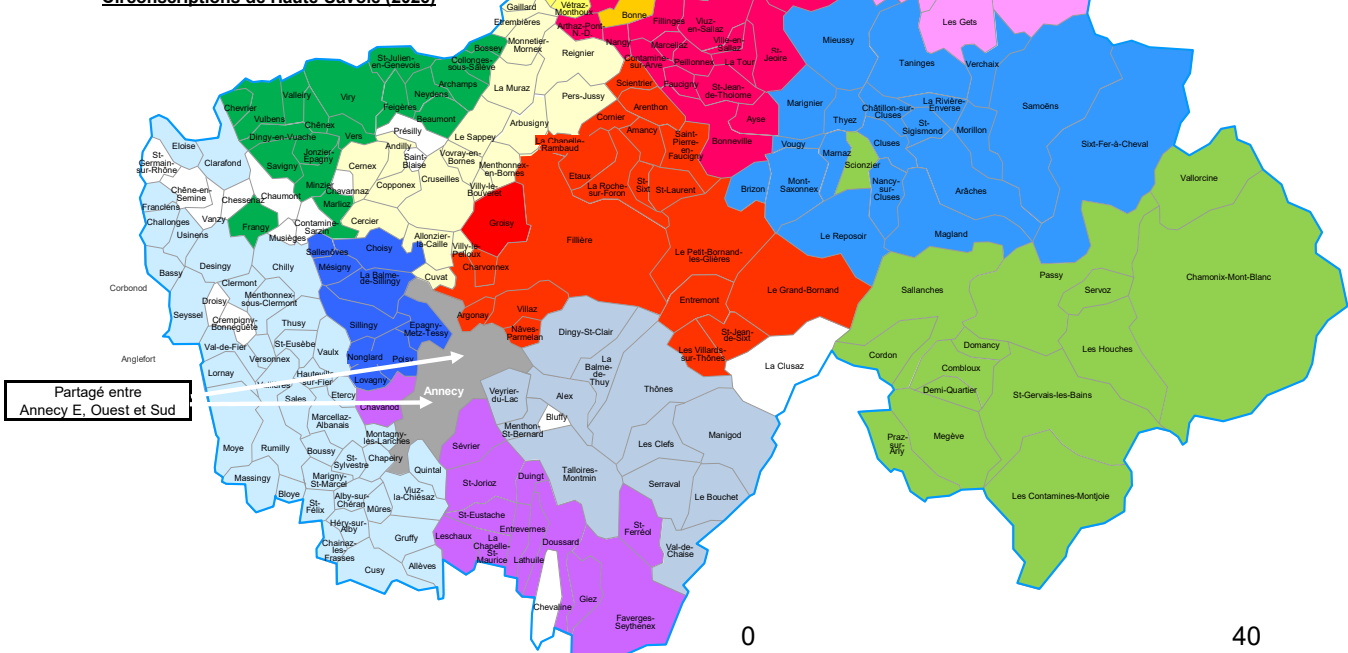 Circonscriptions de Haute-Savoie (2025)
Gaillard
Vétraz-
Monthoux
Bonne
Etrembières
Arthaz-Pont-
N.-D.
Fillinges
Viuz-
en-Sallaz
Les Gets
Monnetier-
Mornex
Nangy
Marcellaz
Ville-en-
Sallaz
St-
Jeoire
Mieussy
Bossey
Reignier
Contamine-
sur-Arve
Peillonnex
La Tour
Taninges
Verchaix
St-Julien-
en-Genevois
Collonges-
sous-Salève
Scientrier
Faucigny
St-Jean-
de-Tholome
Archamps
La Muraz
Pers-Jussy
Arenthon
Marignier
Châtillon-sur-
Cluses
La Rivière-
Enverse
Samoëns
Valleiry
Viry
Neydens
Feigères
Chevrier
Vulbens
Chênex
Beaumont
Arbusigny
Cornier
Amancy
Ayse
Thyez
St-
Sigismond
Morillon
Dingy-en-Vuache
Vers
Présilly
Le Sappey
La Chapelle-
Rambaud
Saint-
Pierre-
en-
Faucigny
Bonneville
Vougy
Marnaz
Cluses
Six-Fer-à-Cheval
Eloise
Andilly
Saint-
Blaise
Vovray-en-
Bornes
Scionzier
St-
Germain-
sur-Rhône
Clarafond
Savigny
Jonzier-
Epagny
Cernex
Menthonnex-
en-Bornes
Etaux
St-
Sixt
St-Laurent
La Roche-
sur-Foron
Brizon
Mont-
Saxonnex
Nancy-
sur-
Cluses
Arâches
Vallorcine
Copponex
Cruseilles
Villy-le-
Bouveret
Minzier
Chavannaz
Chêne-en-
Semine
Chessenaz
Chaumont
Marlioz
Franclens
Challonges
Vanzy
Frangy
Contamine-
Sarzin
Cercier
Groisy
Usinens
Musièges
Allonzier-
la-Caille
Villy-le-
Pelloux
Fillière
Le Reposoir
Magland
Sallenôves
Choisy
Le Petit-Bornand-
les-Glières
Bassy
Desingy
Chilly
Mésigny
La Balme-
de-Sillingy
Cuvat
Charvonnex
Passy
Chamonix-Mont-Blanc
Corbonod
Clermont
Menthonnex-
sous-Clermont
Le Grand-Bornand
Sallanches
Servoz
Droisy
Entremont
Seyssel
Crempigny-
Bonneguête
Thusy
Sillingy
Epagny-
Metz-Tessy
Argonay
Villaz
Nâves-
Parmelan
Dingy-St-Clair
St-Jean-
de-Sixt
Val-de-Fier
St-Eusèbe
Domancy
Les Houches
Anglefort
Versonnex
Vaulx
Nonglard
Poisy
Les Villards-
sur-Thônes
Cordon
Lornay
Hauteville-
sur-Fier
Lovagny
La
Balme-
de-
Thuy
La Clusaz
Combloux
Partagé entre
Annecy E, Ouest et Sud
Sales
Etercy
Annecy
Veyrier-
du-Lac
Alex
Thônes
Demi-Quartier
St-Gervais-les-Bains
Chavanod
Marcellaz-
Albanais
Bluffy
Menthon-
St-Bernard
Montagny-
les-Lanches
Sévrier
Les Clefs
Manigod
Praz-
sur-
Arly
Megève
Moye
Rumilly
Boussy
St-
Sylvestre
Chapeiry
Quintal
Talloires-
Montmin
Massingy
Marigny-
St-Marcel
St-Jorioz
Duingt
Serraval
Le Bouchet
Les Contamines-Montjoie
Bloye
St-
Félix
Alby-sur-
Chéran
Viuz-
la-Chiésaz
Mûres
St-Eustache
Entrevernes
St-
Ferréol
Héry-sur-
Alby
Gruffy
Leschaux
La
Chapelle-
St-
Maurice
Doussard
Val-de-
Chaise
Chainaz-
les-
Frasses
Lathuile
Cusy
Allèves
Giez
Chevaline
Faverges-
Seythenex
0
40